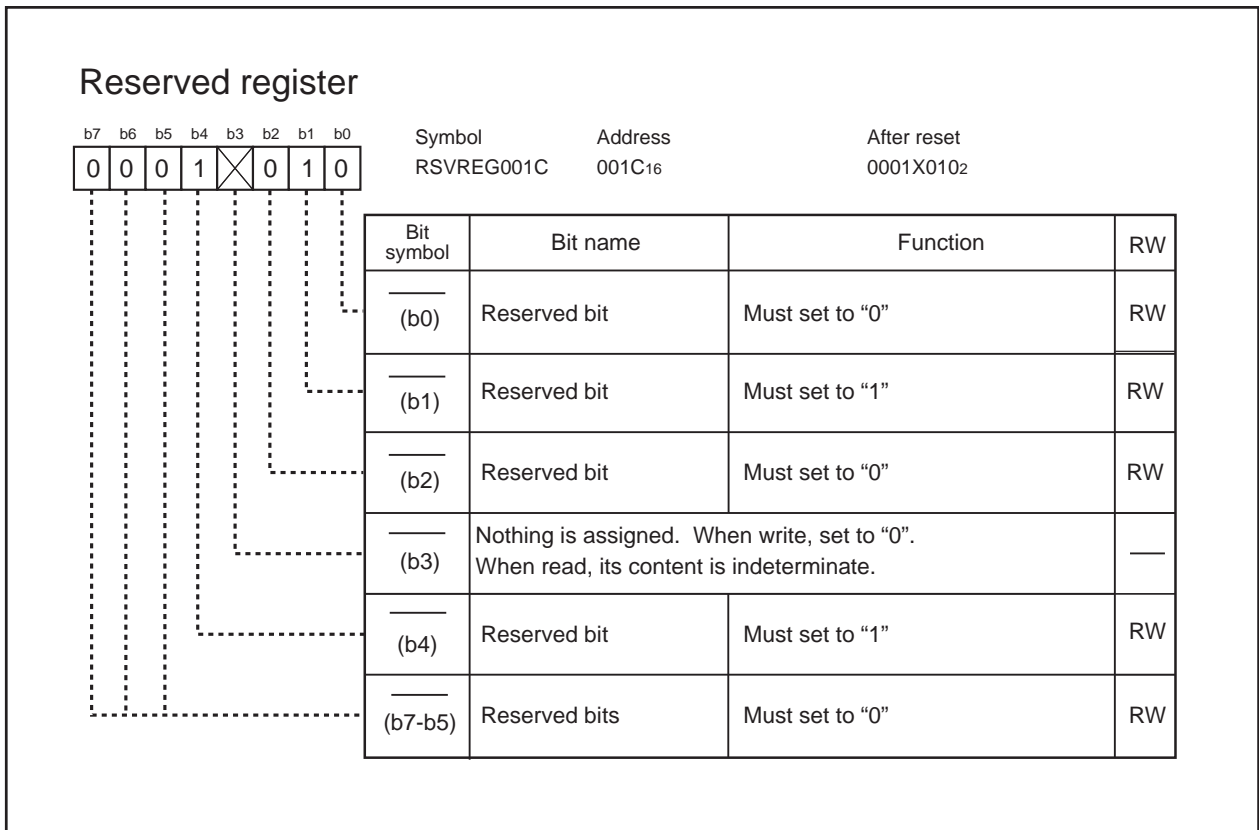 Reserved register
b7 b6 b5 b4 b3 b2 b1 b0
0 0 0 1 0 1 0
Symbol Address After reset
RSVREG001C 001C16 0001X0102
Bit symbol Bit name Function RW
(b0) Reserved bit Must set to “0” RW
(b1) Reserved bit Must set to “1” RW
(b2) Reserved bit Must set to “0” RW
(b3) Nothing is assigned. When write, set to “0”.
When read, its content is indeterminate.
(b4) Reserved bit Must set to “1” RW
(b7-b5) Reserved bits Must set to “0” RW